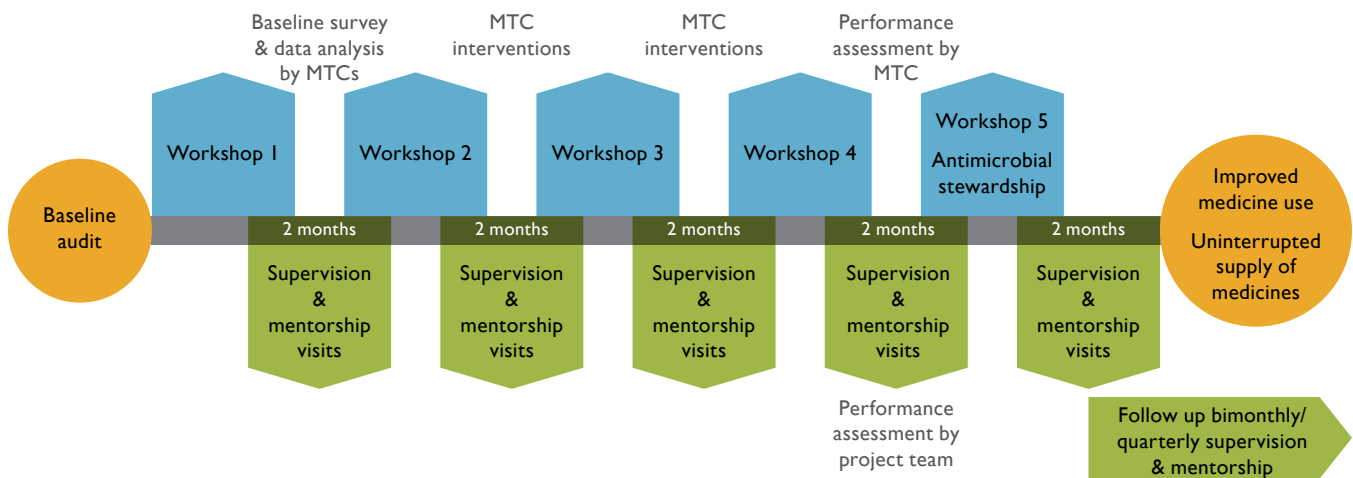 Baseline survey
& data analysis
by MTCs
MTC
interventions
MTC
interventions
Performance
assessment by
MTC
Workshop 1
Workshop 2
Workshop 3
Workshop 4
Workshop 5
Antimicrobial
stewardship
Baseline
audit
2 months
2 months
2 months
2 months
2 months
Improved
medicine use
Uninterrupted
supply of
medicines
Supervision
&
mentorship
visits
Supervision
&
mentorship
visits
Supervision
&
mentorship
visits
Supervision
&
mentorship
visits
Supervision
&
mentorship
visits
Performance
assessment by
project team
Follow up bimonthly/
quarterly supervision
& mentorship